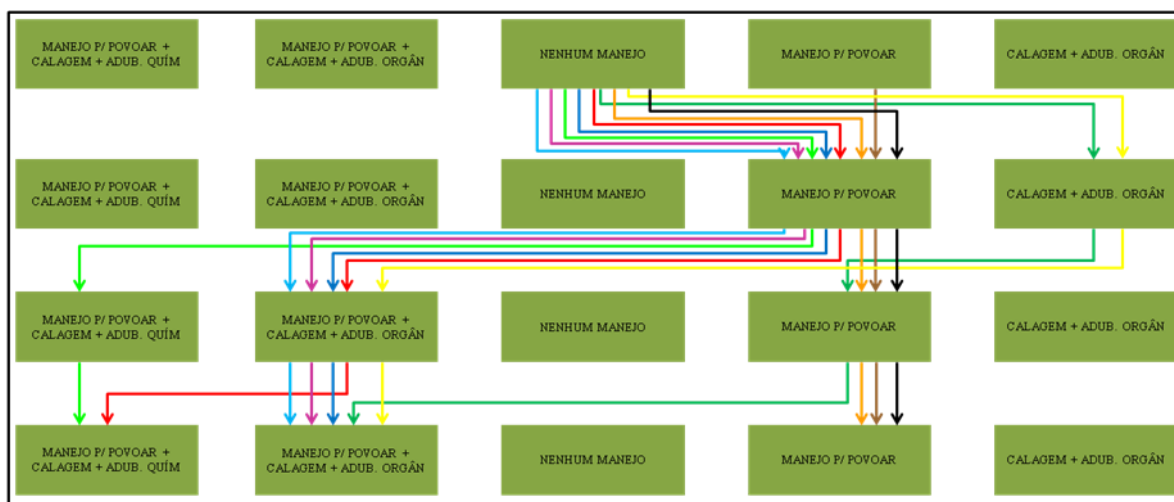 MANEJO P/ POVOAR +
CALAGEM + ADUB. QUÍM
MANEJO P/ POVOAR +
CALAGEM + ADUB. ORGÂN
NENHUM MANEJO
MANEJO P/ POVOAR
CALAGEM + ADUB. ORGÂN
MANEJO P/ POVOAR +
CALAGEM + ADUB. QUÍM
MANEJO P/ POVOAR +
CALAGEM + ADUB. ORGÂN
NENHUM MANEJO
MANEJO P/ POVOAR
CALAGEM + ADUB. ORGÂN
MANEJO P/ POVOAR +
CALAGEM + ADUB. QUÍM
MANEJO P/ POVOAR +
CALAGEM + ADUB. ORGÂN
NENHUM MANEJO
MANEJO P/ POVOAR
CALAGEM + ADUB. ORGÂN
MANEJO P/ POVOAR +
CALAGEM + ADUB. QUÍM
MANEJO P/ POVOAR +
CALAGEM + ADUB. ORGÂN
NENHUM MANEJO
MANEJO P/ POVOAR
CALAGEM + ADUB. ORGÂN